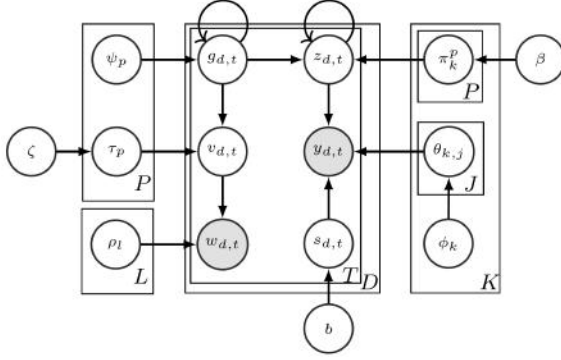 ψ_p g_{d,t} z_{d,t} π_k^p β
P
ζ τ_p v_{d,t} y_{d,t} θ_{k,j}
P J
ρ_l w_{d,t} s_{d,t} φ_k
L T D K
b